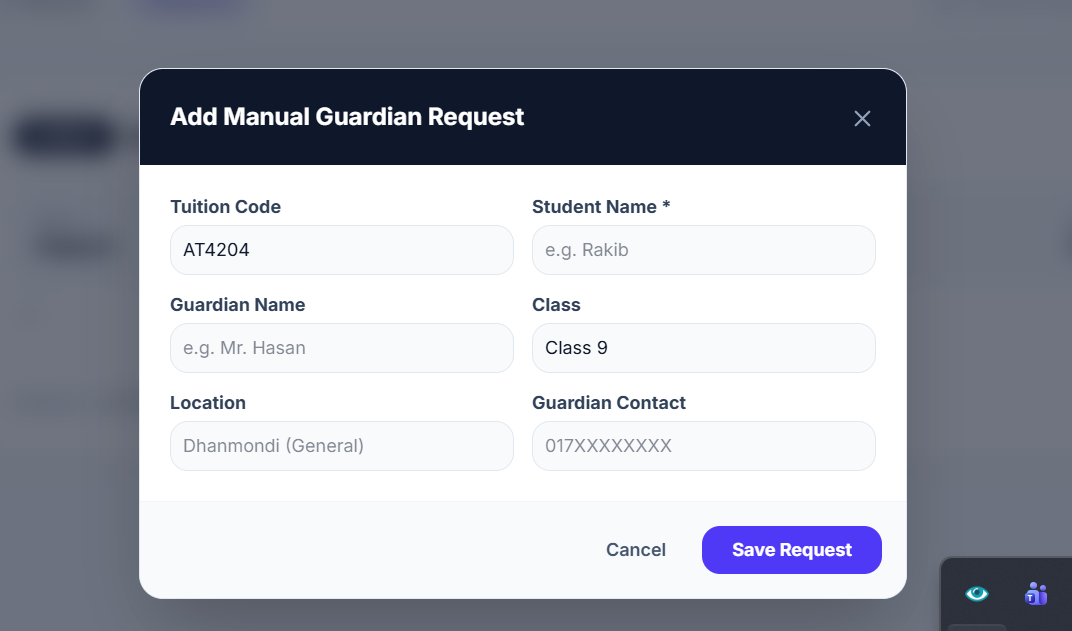 Add Manual Guardian Request
Tuition Code
Student Name *
AT4204
e.g. Rakib
Guardian Name
Class
e.g. Mr. Hasan
Class 9
Location
Guardian Contact
Dhanmondi (General)
017XXXXXXXX
Cancel
Save Request